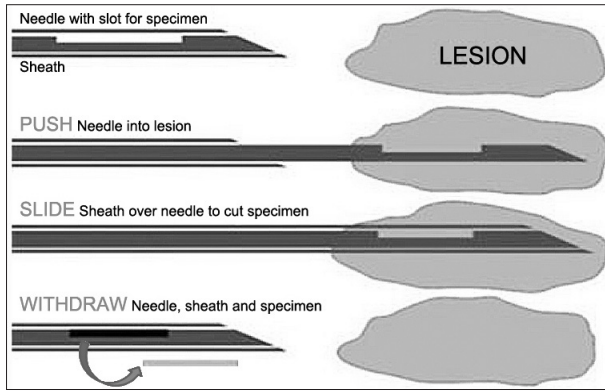 Needle with slot for specimen
LESION
Sheath
PUSH Needle into lesion
SLIDE Sheath over needle to cut specimen
WITHDRAW Needle, sheath and specimen